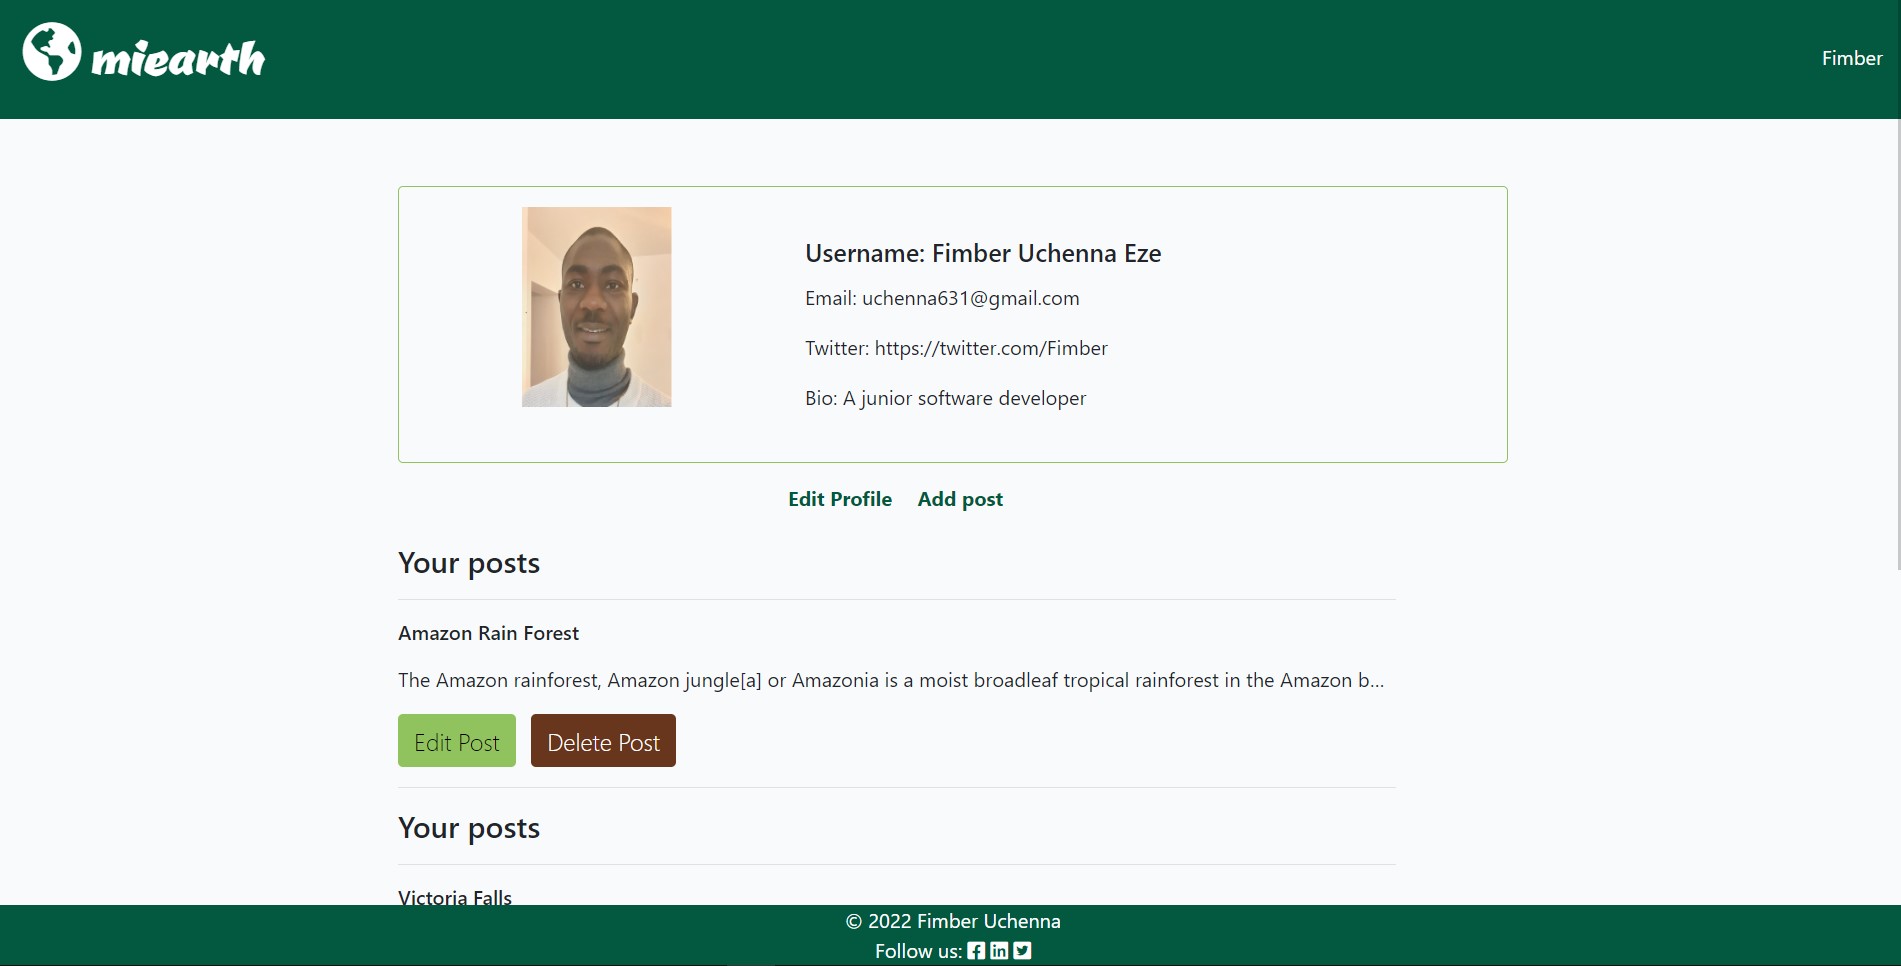 miearth
Fimber
Username: Fimber Uchenna Eze
Email: uchenna631@gmail.com
Twitter: https://twitter.com/Fimber
Bio: A junior software developer
Edit Profile Add post
Your posts
Amazon Rain Forest
The Amazon rainforest, Amazon jungle[a] or Amazonia is a moist broadleaf tropical rainforest in the Amazon b...
Edit Post Delete Post
Your posts
Victoria Falls
© 2022 Fimber Uchenna
Follow us: